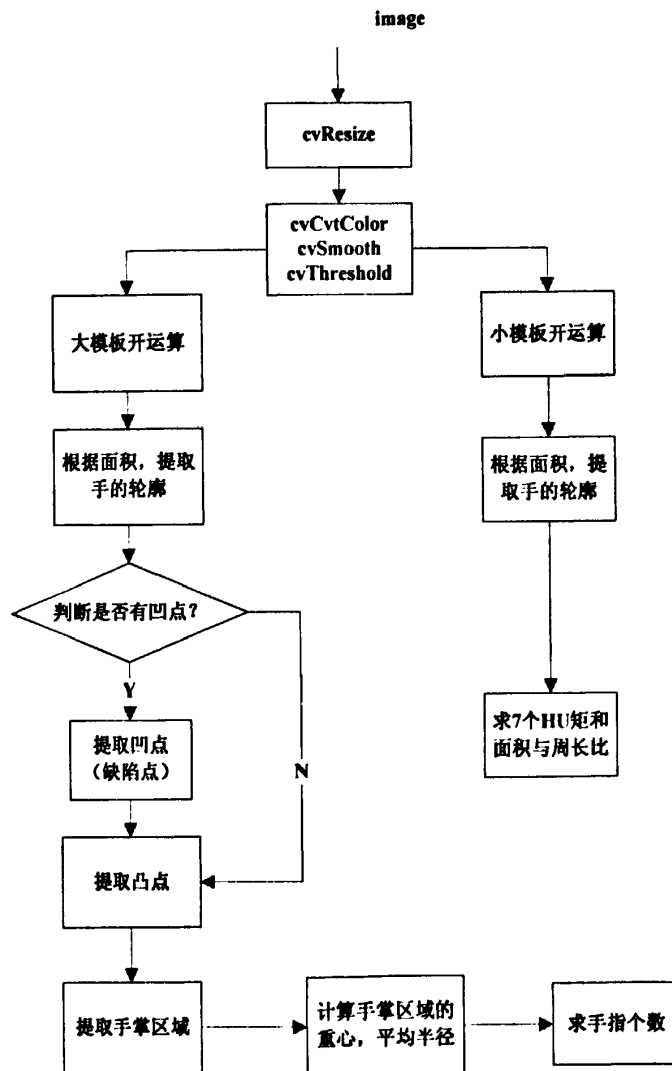 image
cvResize
cvCvtColor
cvSmooth
cvThreshold
大模板开运算
小模板开运算
根据面积，提取
手的轮廓
根据面积，提
取手的轮廓
判断是否有凹点？
Y
N
提取凹点
（缺陷点）
求7个HU矩和
面积与周长比
提取凸点
提取手掌区域
计算手掌区域的
重心，平均半径
求手指个数